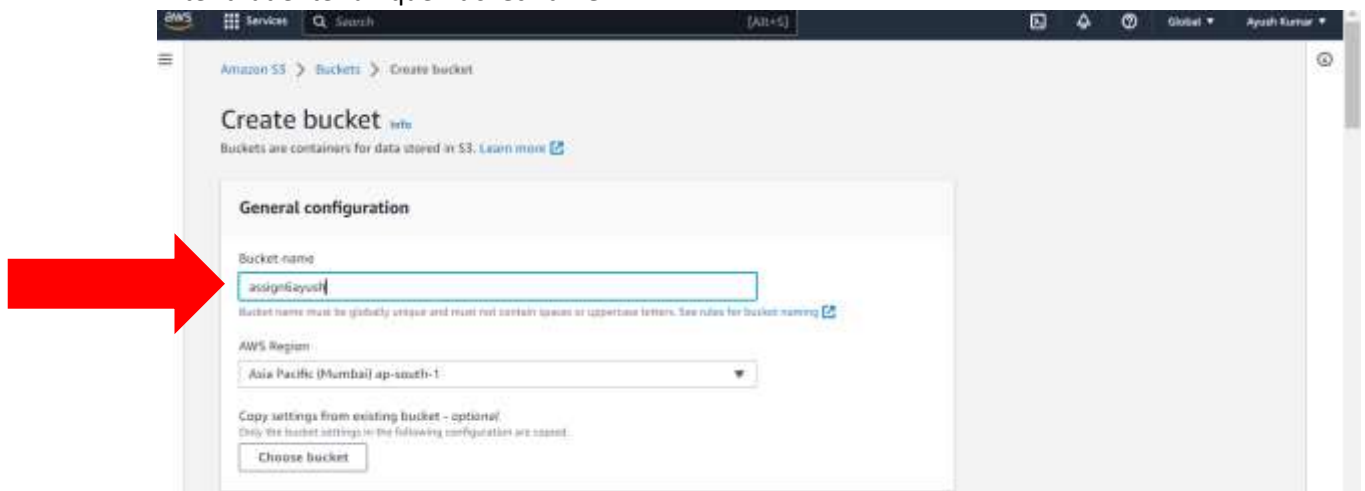 aws Services Search [Alt+S] Global Ayush Kumar
Amazon S3 > Buckets > Create bucket
Create bucket Info
Buckets are containers for data stored in S3. Learn more
General configuration
Bucket name
assign6ayush
Bucket name must be globally unique and must not contain spaces or uppercase letters. See rules for bucket naming
AWS Region
Asia Pacific (Mumbai) ap-south-1
Copy settings from existing bucket - optional
Only the bucket settings in the following configuration are copied.
Choose bucket